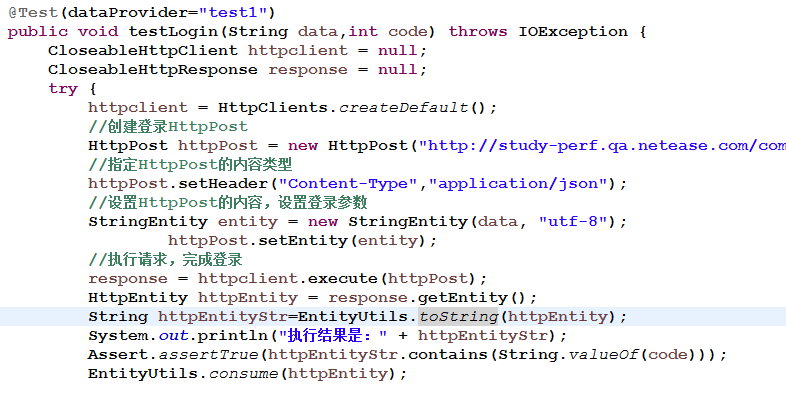 @Test(dataProvider="test1")
public void testLogin(String data,int code) throws IOException {
CloseableHttpClient httpclient = null;
CloseableHttpResponse response = null;
try {
httpclient = HttpClients.createDefault();
//创建登录HttpPost
HttpPost httpPost = new HttpPost("http://study-perf.qa.netease.com/com
//指定HttpPost的内容类型
httpPost.setHeader("Content-Type","application/json");
//设置HttpPost的内容，设置登录参数
StringEntity entity = new StringEntity(data, "utf-8");
httpPost.setEntity(entity);
//执行请求，完成登录
response = httpclient.execute(httpPost);
HttpEntity httpEntity = response.getEntity();
String httpEntityStr=EntityUtils.toString(httpEntity);
System.out.println("执行结果是：" + httpEntityStr);
Assert.assertTrue(httpEntityStr.contains(String.valueOf(code)));
EntityUtils.consume(httpEntity);